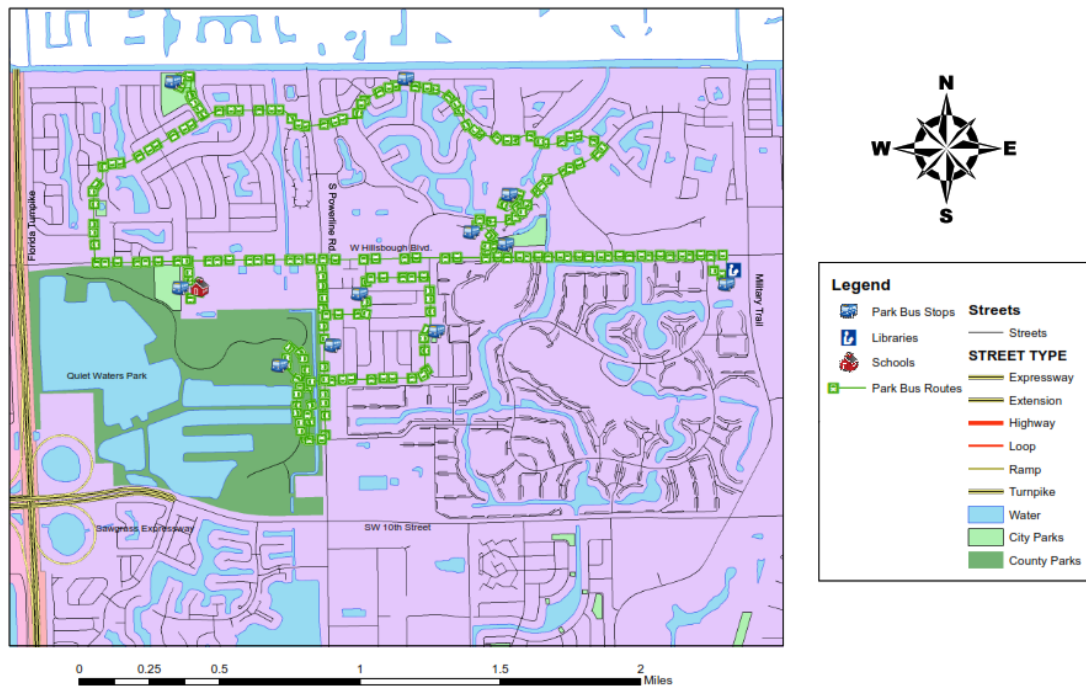 N
W E
S
Florida Turnpike
S Powerline Rd.
W Hillsbough Blvd.
Military Trail
Quiet Waters Park
Sawgrass Expressway
SW 10th Street
Legend
Park Bus Stops
Libraries
Schools
Park Bus Routes
Streets
Streets
STREET TYPE
Expressway
Extension
Highway
Loop
Ramp
Turnpike
Water
City Parks
County Parks
0 0.25 0.5 1 1.5 2
Miles